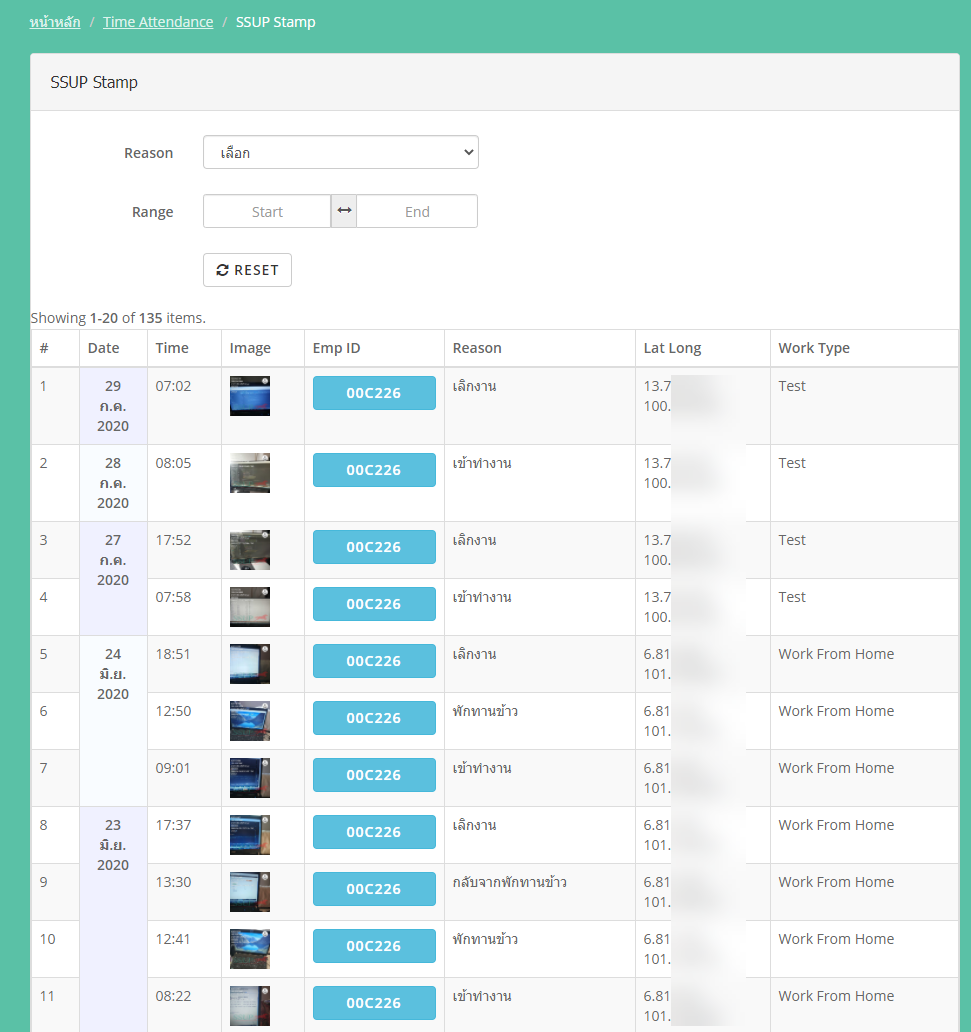 หน้าหลัก / Time Attendance / SSUP Stamp
SSUP Stamp
Reason เลือก
Range Start End
RESET
Showing 1-20 of 135 items.
# Date Time Image Emp ID Reason Lat Long Work Type
1 29 ก.ค. 2020 07:02 00C226 เลิกงาน 13.7 100. Test
2 28 ก.ค. 2020 08:05 00C226 เข้าทำงาน 13.7 100. Test
3 27 ก.ค. 2020 17:52 00C226 เลิกงาน 13.7 100. Test
4 07:58 00C226 เข้าทำงาน 13.7 100. Test
5 24 มิ.ย. 2020 18:51 00C226 เลิกงาน 6.81 101. Work From Home
6 12:50 00C226 พักทานข้าว 6.81 101. Work From Home
7 09:01 00C226 เข้าทำงาน 6.81 101. Work From Home
8 23 มิ.ย. 2020 17:37 00C226 เลิกงาน 6.81 101. Work From Home
9 13:30 00C226 กลับจากพักทานข้าว 6.81 101. Work From Home
10 12:41 00C226 พักทานข้าว 6.81 101. Work From Home
11 08:22 00C226 เข้าทำงาน 6.81 101. Work From Home